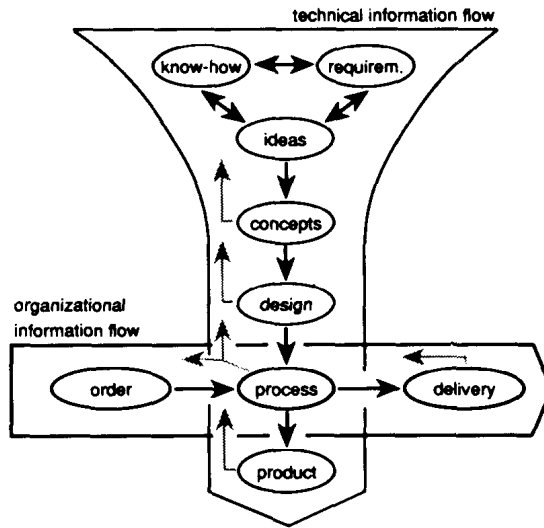 technical information flow
know-how
requirem.
ideas
concepts
design
organizational
information flow
order
process
delivery
product